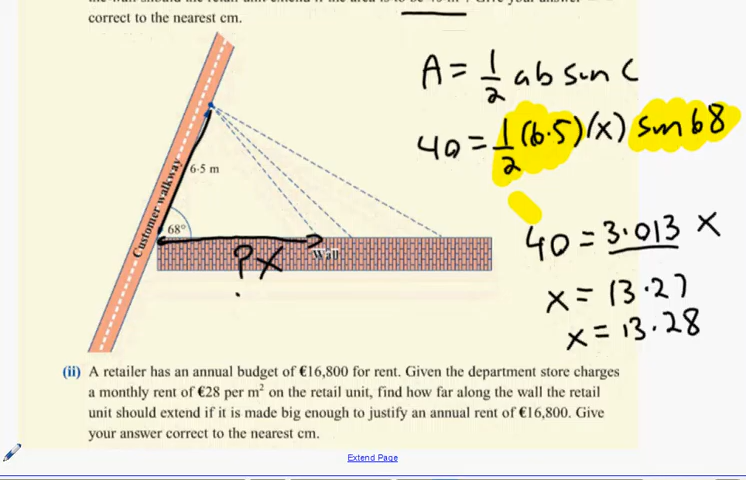 correct to the nearest cm.
Customer walkway
6·5 m
68°
Wall
? X
A = 1/2 ab sin C
40 = 1/2 (6.5)(x) sin 68
40 = 3.013 x
x = 13.27
x = 13.28
(ii) A retailer has an annual budget of €16,800 for rent. Given the department store charges
a monthly rent of €28 per m² on the retail unit, find how far along the wall the retail
unit should extend if it is made big enough to justify an annual rent of €16,800. Give
your answer correct to the nearest cm.
Extend Page